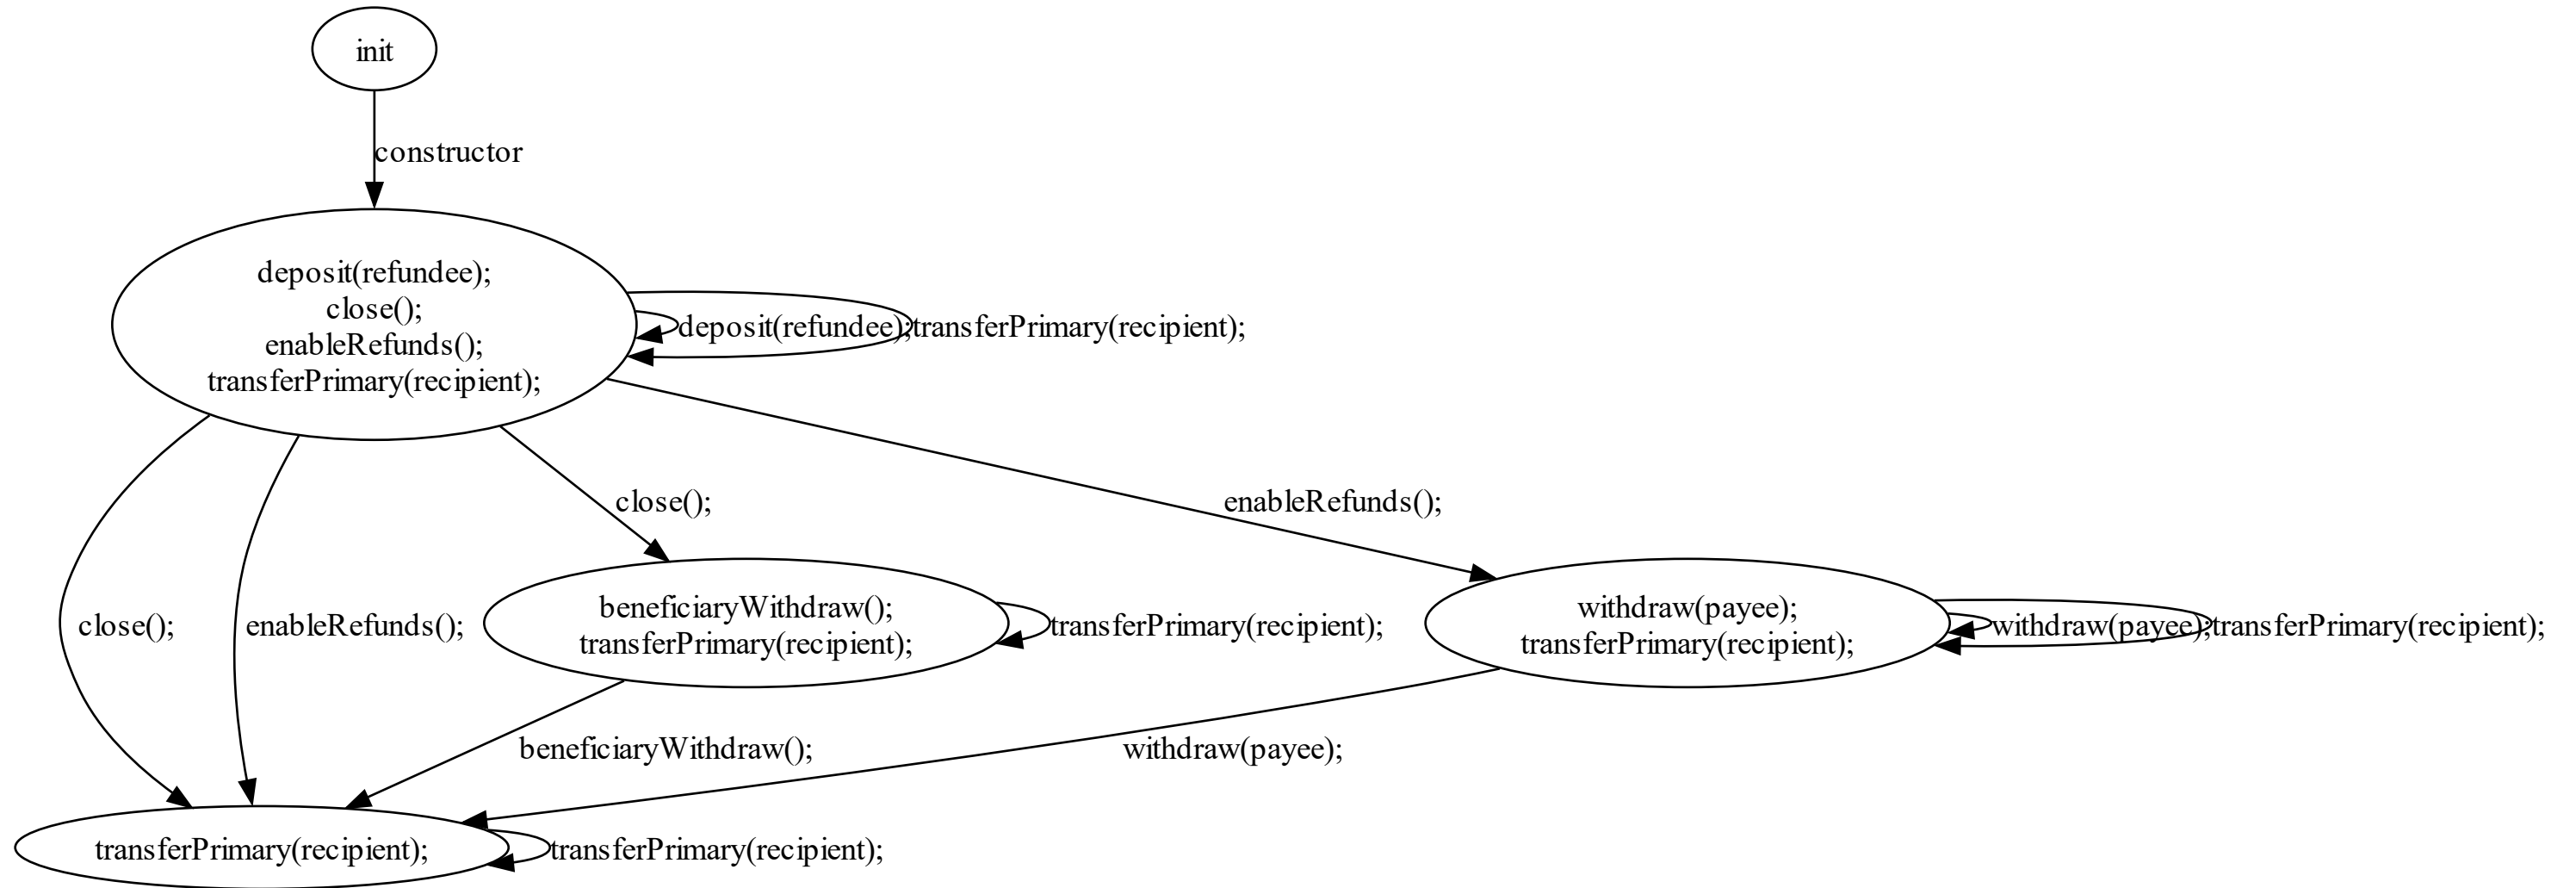 init
constructor
deposit(refundee);
close();
enableRefunds();
transferPrimary(recipient);
deposit(refundee);
transferPrimary(recipient);
close();
enableRefunds();
beneficiaryWithdraw();
transferPrimary(recipient);
withdraw(payee);
transferPrimary(recipient);
close();
enableRefunds();
transferPrimary(recipient);
withdraw(payee);
transferPrimary(recipient);
beneficiaryWithdraw();
withdraw(payee);
transferPrimary(recipient);
transferPrimary(recipient);